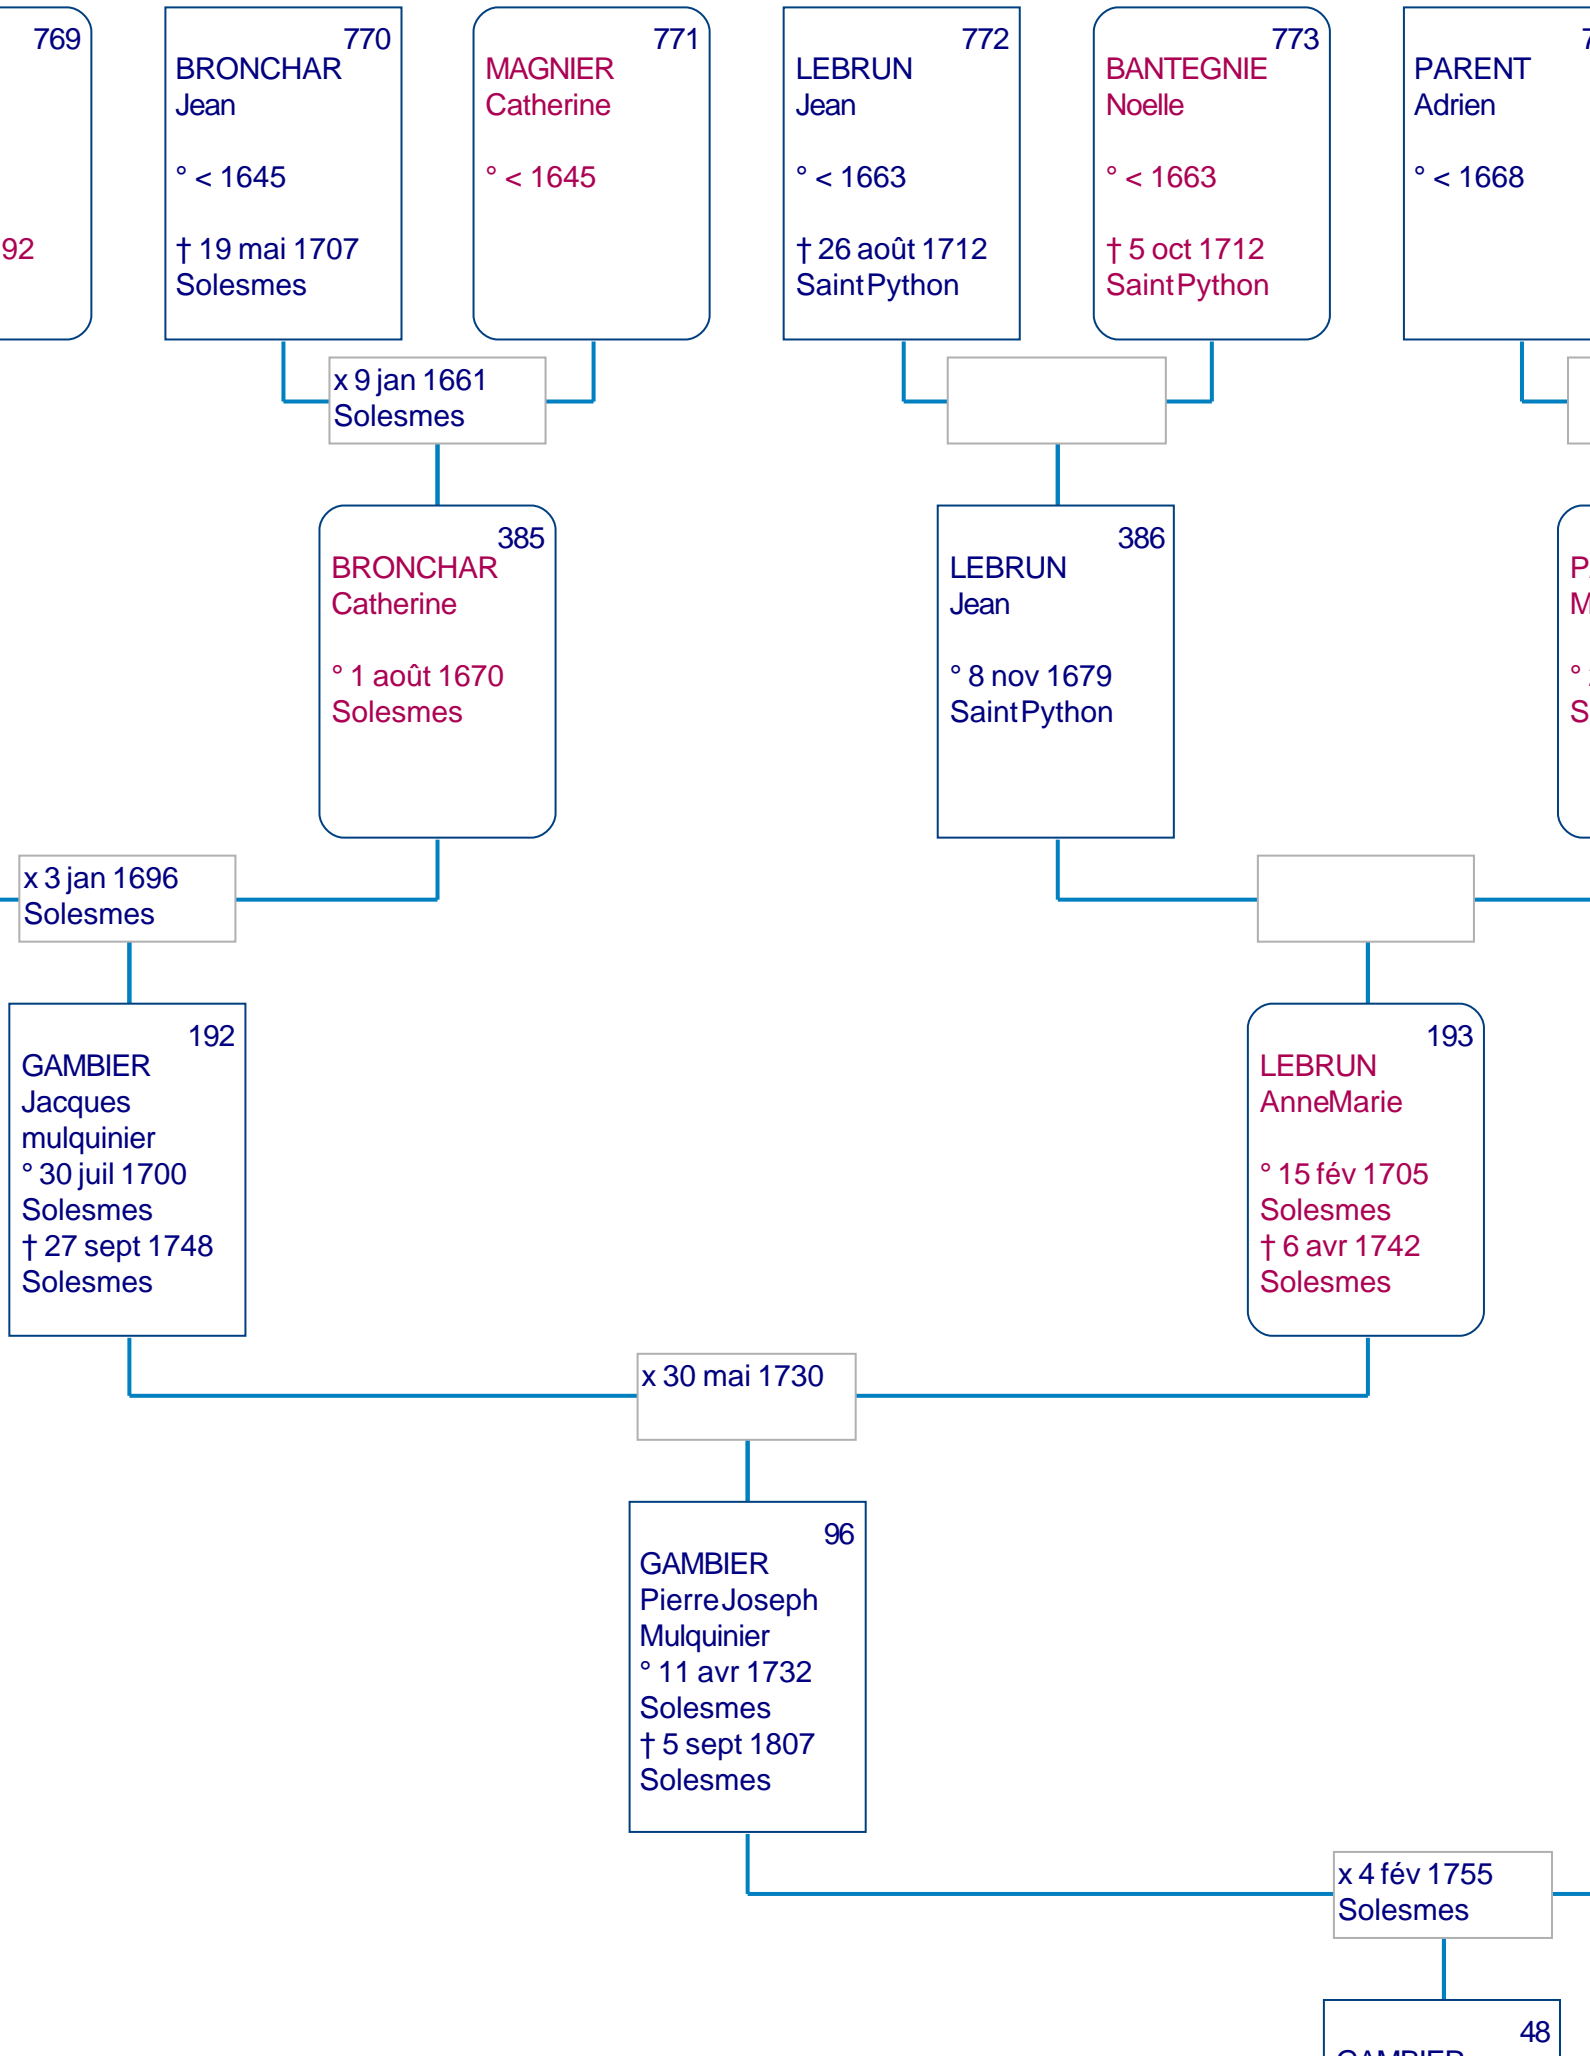 769
92
770
BRONCHAR
Jean
° < 1645
† 19 mai 1707
Solesmes
771
MAGNIER
Catherine
° < 1645
772
LEBRUN
Jean
° < 1663
† 26 août 1712
Saint Python
773
BANTEGNIE
Noelle
° < 1663
† 5 oct 1712
Saint Python
7
PARENT
Adrien
° < 1668
x 9 jan 1661
Solesmes
385
BRONCHAR
Catherine
° 1 août 1670
Solesmes
386
LEBRUN
Jean
° 8 nov 1679
Saint Python
P
M
°
S
x 3 jan 1696
Solesmes
192
GAMBIER
Jacques
mulquinier
° 30 juil 1700
Solesmes
† 27 sept 1748
Solesmes
193
LEBRUN
AnneMarie
° 15 fév 1705
Solesmes
† 6 avr 1742
Solesmes
x 30 mai 1730
96
GAMBIER
Pierre Joseph
Mulquinier
° 11 avr 1732
Solesmes
† 5 sept 1807
Solesmes
x 4 fév 1755
Solesmes
48
GAMBIER